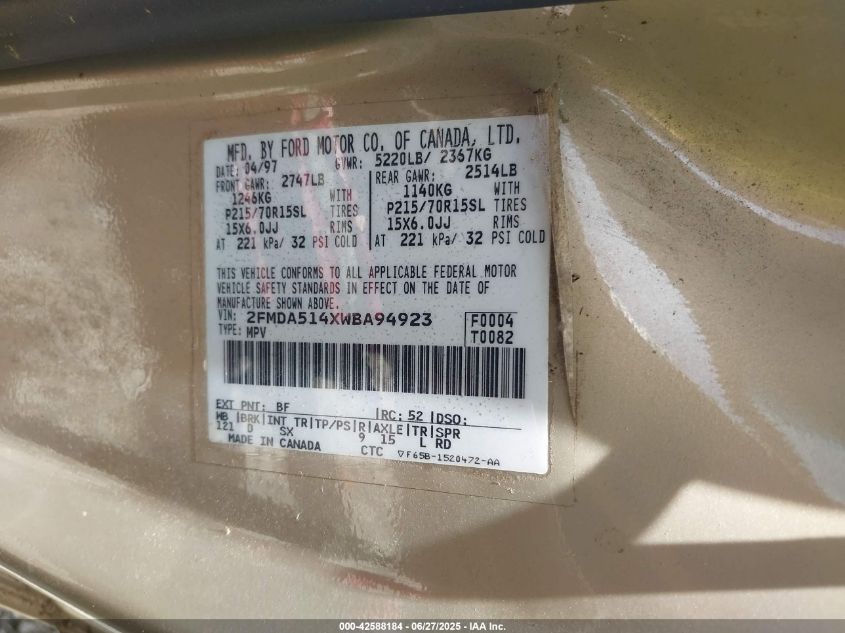 MFD. BY FORD MOTOR CO. OF CANADA, LTD.
DATE: 04/97 GVWR: 5220LB/ 2367KG
FRONT GAWR: 2747LB REAR GAWR: 2514LB
1246KG WITH 1140KG WITH
P215/70R15SL TIRES P215/70R15SL TIRES
15X6.0JJ RIMS 15X6.0JJ RIMS
AT 221 kPa/ 32 PSI COLD AT 221 kPa/ 32 PSI COLD
THIS VEHICLE CONFORMS TO ALL APPLICABLE FEDERAL MOTOR
VEHICLE SAFETY STANDARDS IN EFFECT ON THE DATE OF
MANUFACTURE SHOWN ABOVE.
VIN: 2FMDA514XWBA94923 F0004
TYPE: MPV T0082
EXT PNT: BF RC: 52 DSO:
WB BRK INT TR TP/PS R AXLE TR SPR
121 D SX 9 15 L RD
MADE IN CANADA CTC ▽F65B-1520472-AA
000-42588184 - 06/27/2025 - IAA Inc.